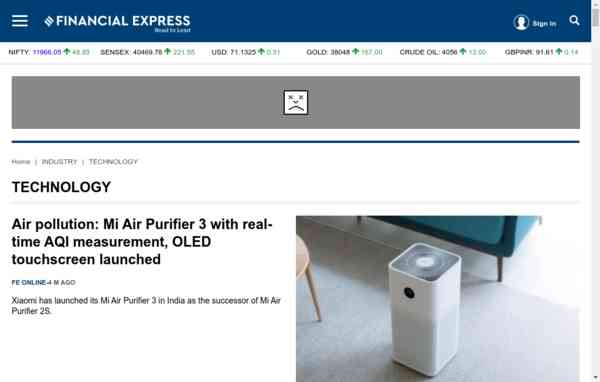 FINANCIAL EXPRESS
Read to Lead
Sign In
NIFTY: 11966.05 48.85 SENSEX: 40469.78 221.55 USD: 71.1325 0.31 GOLD: 38048 167.00 CRUDE OIL: 4056 12.00 GBPINR: 91.61 0.14
Home | INDUSTRY | TECHNOLOGY
TECHNOLOGY
Air pollution: Mi Air Purifier 3 with real-
time AQI measurement, OLED
touchscreen launched
FE ONLINE-4 M AGO
Xiaomi has launched its Mi Air Purifier 3 in India as the successor of Mi Air
Purifier 2S.